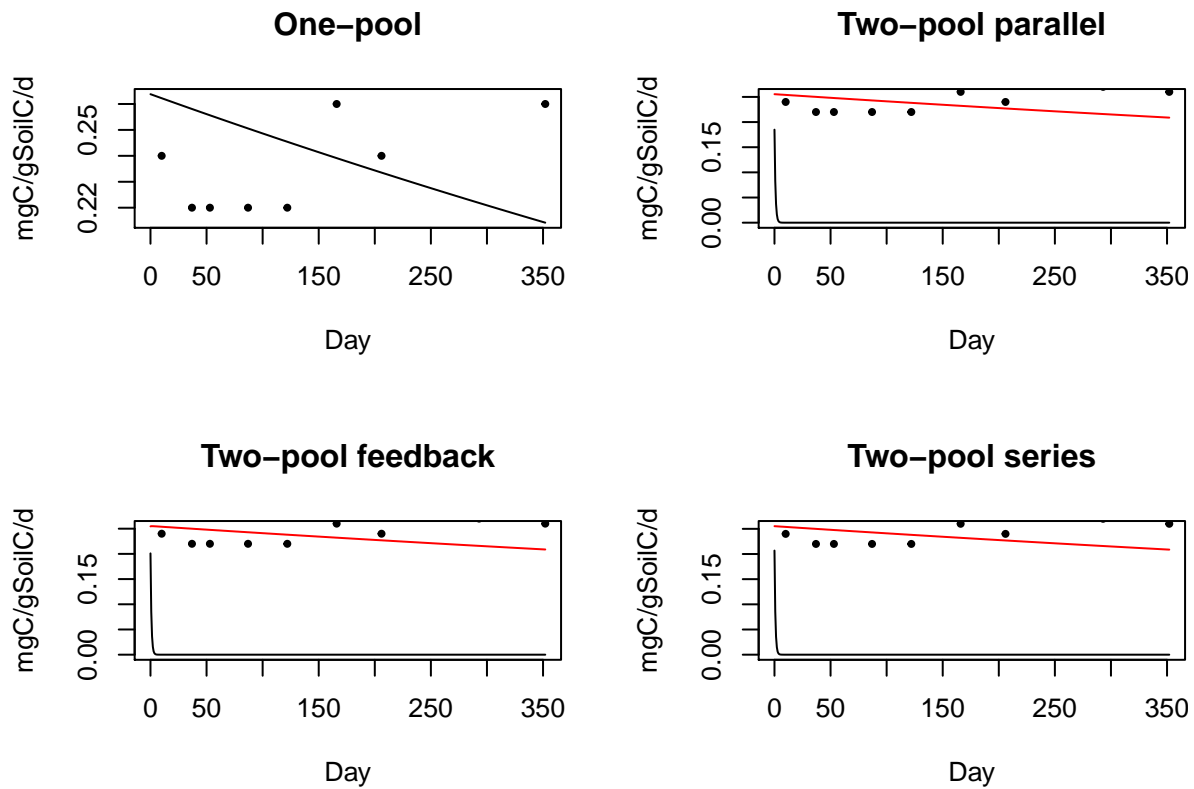 One−pool
mgC/gSoilC/d
0.22 0.25
0 50 150 250 350
Day
Two−pool parallel
mgC/gSoilC/d
0.00 0.15
0 50 150 250 350
Day
Two−pool feedback
mgC/gSoilC/d
0.00 0.15
0 50 150 250 350
Day
Two−pool series
mgC/gSoilC/d
0.00 0.15
0 50 150 250 350
Day